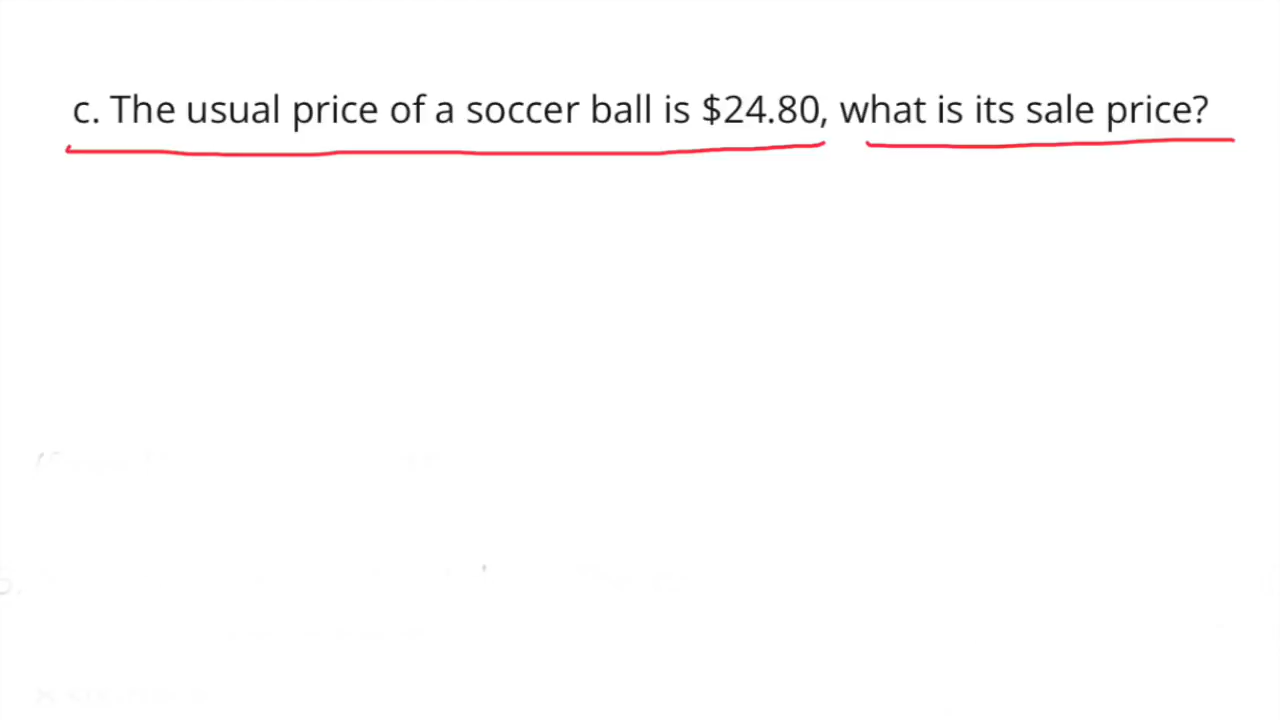 c. The usual price of a soccer ball is $24.80, what is its sale price?